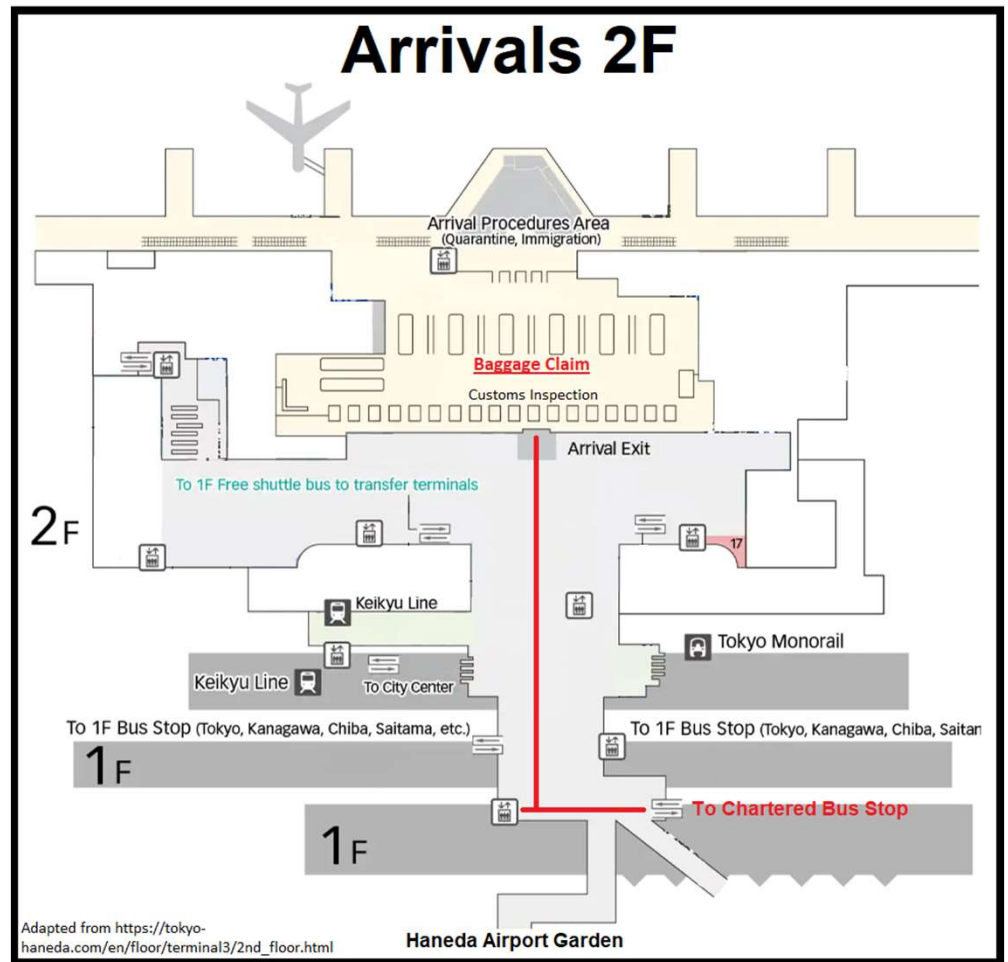 Arrivals 2F
Arrival Procedures Area
(Quarantine, Immigration)
Baggage Claim
Customs Inspection
Arrival Exit
To 1F Free shuttle bus to transfer terminals
2F
17
Keikyu Line
Tokyo Monorail
Keikyu Line
To City Center
To 1F Bus Stop (Tokyo, Kanagawa, Chiba, Saitama, etc.)
To 1F Bus Stop (Tokyo, Kanagawa, Chiba, Saitan
1F
To Chartered Bus Stop
1F
Adapted from https://tokyo-
haneda.com/en/floor/terminal3/2nd_floor.html
Haneda Airport Garden